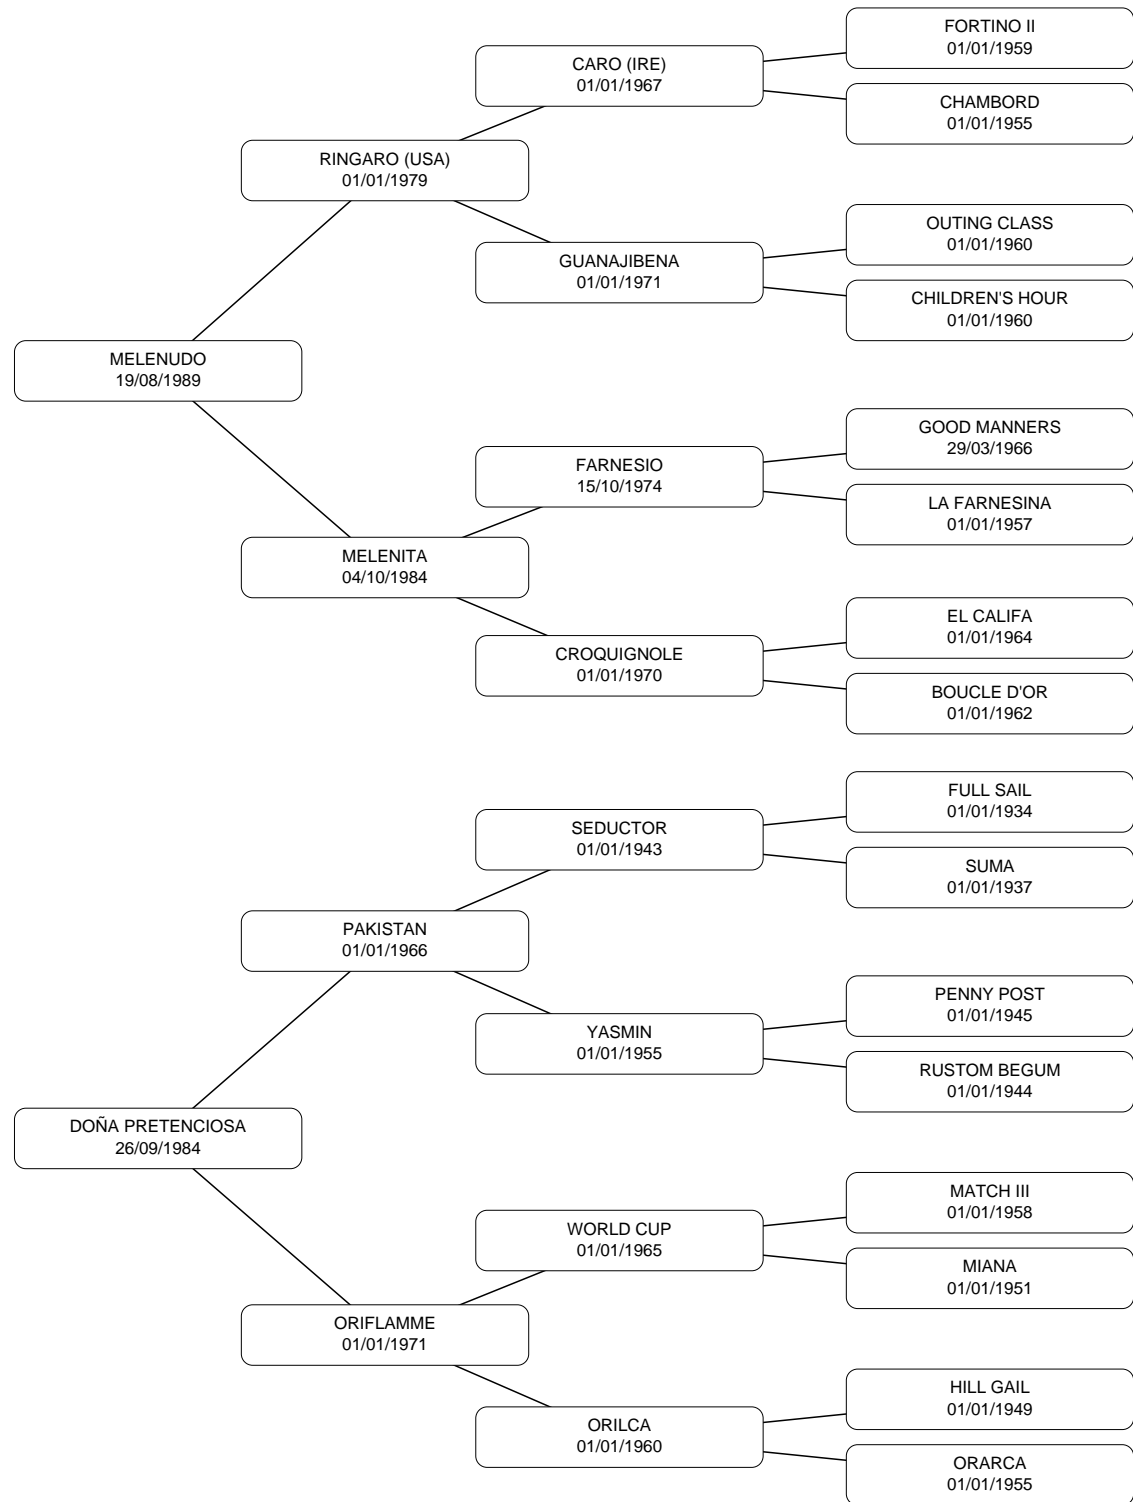 FORTINO II
01/01/1959
CARO (IRE)
01/01/1967
CHAMBORD
01/01/1955
RINGARO (USA)
01/01/1979
OUTING CLASS
01/01/1960
GUANAJIBENA
01/01/1971
CHILDREN'S HOUR
01/01/1960
MELENUDO
19/08/1989
GOOD MANNERS
29/03/1966
FARNESIO
15/10/1974
LA FARNESINA
01/01/1957
MELENITA
04/10/1984
EL CALIFA
01/01/1964
CROQUIGNOLE
01/01/1970
BOUCLE D'OR
01/01/1962
FULL SAIL
01/01/1934
SEDUCTOR
01/01/1943
SUMA
01/01/1937
PAKISTAN
01/01/1966
PENNY POST
01/01/1945
YASMIN
01/01/1955
RUSTOM BEGUM
01/01/1944
DOÑA PRETENCIOSA
26/09/1984
MATCH III
01/01/1958
WORLD CUP
01/01/1965
MIANA
01/01/1951
ORIFLAMME
01/01/1971
HILL GAIL
01/01/1949
ORILCA
01/01/1960
ORARCA
01/01/1955